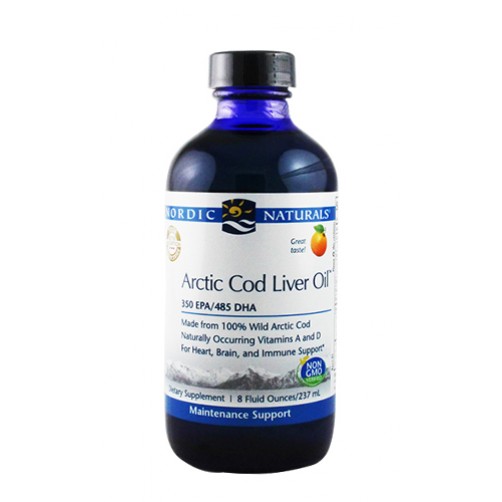 NORDIC NATURALS®
Great
taste!
Arctic Cod Liver Oil™
350 EPA/485 DHA
Made from 100% Wild Arctic Cod
Naturally Occurring Vitamins A and D
For Heart, Brain, and Immune Support*
NON
GMO
Dietary Supplement | 8 Fluid Ounces/237 mL
Maintenance Support